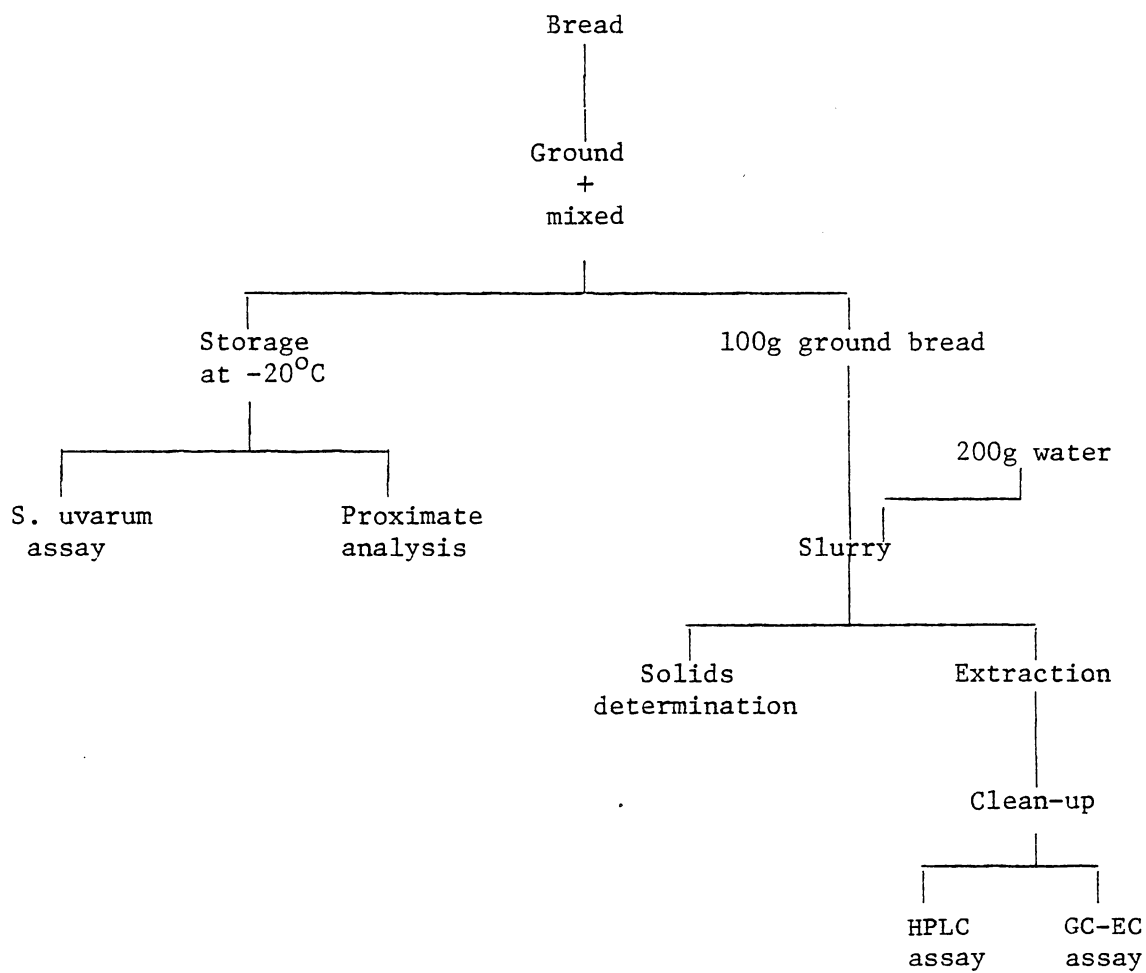 Bread
Ground
+
mixed
Storage
at -20°C
100g ground bread
200g water
S. uvarum
assay
Proximate
analysis
Slurry
Solids
determination
Extraction
Clean-up
HPLC
assay
GC-EC
assay